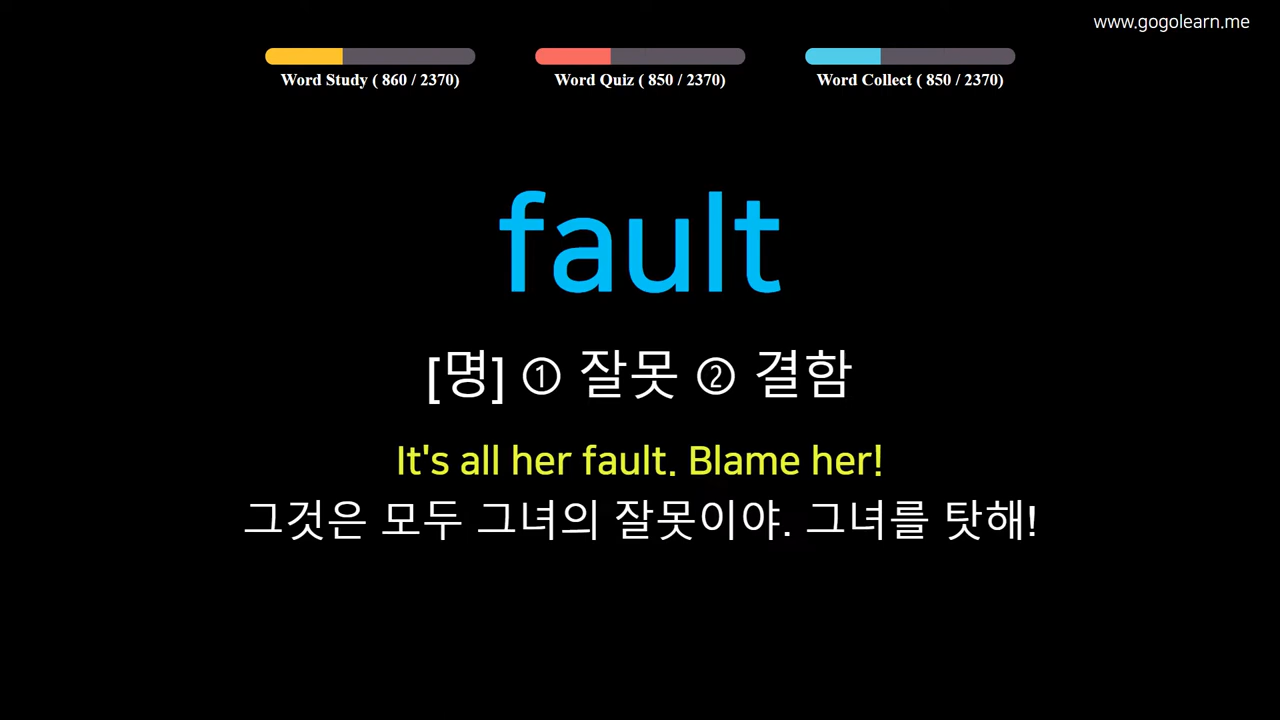 www.gogolearn.me
Word Study ( 860 / 2370)
Word Quiz ( 850 / 2370)
Word Collect ( 850 / 2370)
fault
[명] ① 잘못 ② 결함
It's all her fault. Blame her!
그것은 모두 그녀의 잘못이야. 그녀를 탓해!